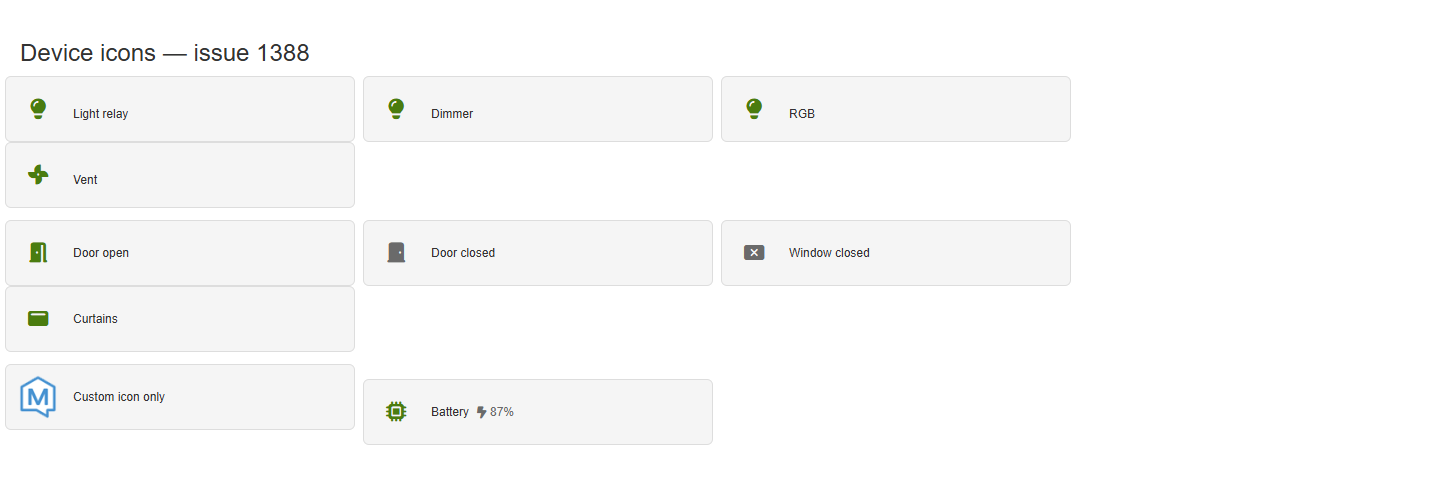 Device icons — issue 1388
Light relay
Dimmer
RGB
Vent
Door open
Door closed
Window closed
Curtains
M
Custom icon only
Battery 87%